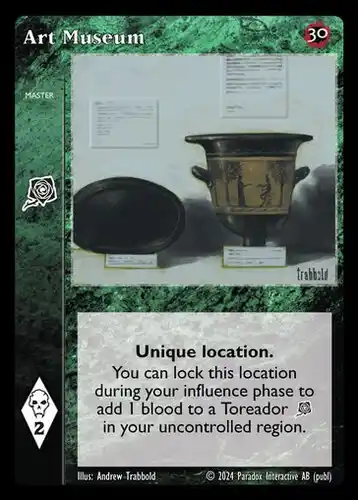 Art Museum
30
MASTER
trabbold
Unique location.
You can lock this location
during your influence phase to
add 1 blood to a Toreador
in your uncontrolled region.
2
Illus: Andrew Trabbold
© 2024 Paradox Interactive AB (publ)